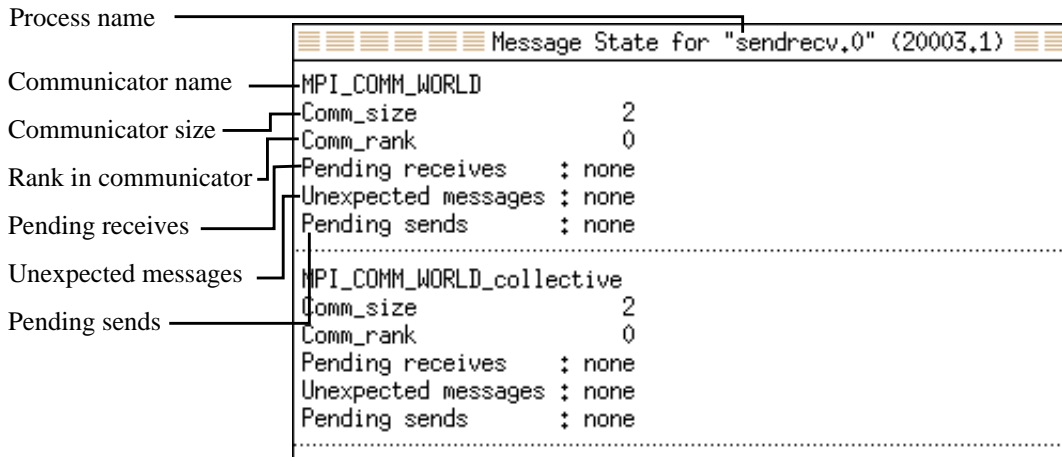 Process name
Message State for "sendrecv.0" (20003.1)
Communicator name
MPI_COMM_WORLD
Communicator size
Comm_size 2
Rank in communicator
Comm_rank 0
Pending receives
Pending receives : none
Unexpected messages
Unexpected messages : none
Pending sends
Pending sends : none
MPI_COMM_WORLD_collective
Comm_size 2
Comm_rank 0
Pending receives : none
Unexpected messages : none
Pending sends : none